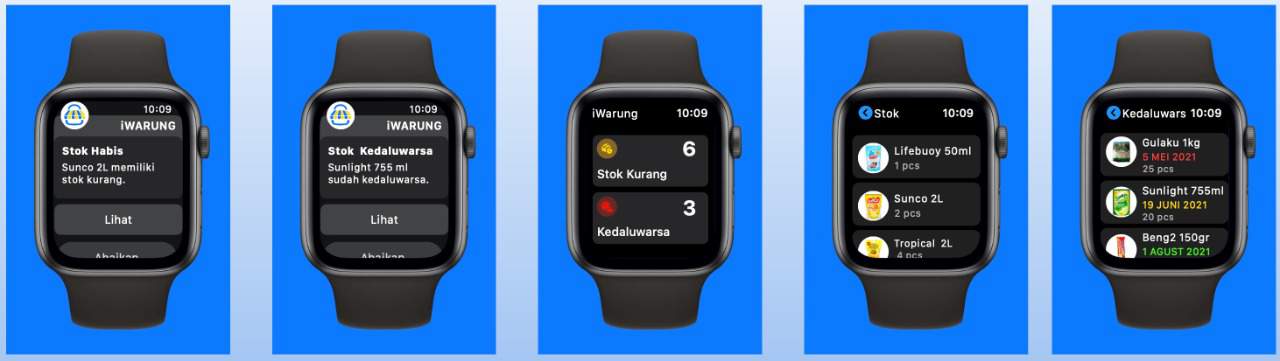 10:09
iWARUNG
Stok Habis
Sunco 2L memiliki
stok kurang.
Lihat
Abaikan
10:09
iWARUNG
Stok Kedaluwarsa
Sunlight 755 ml
sudah kedaluwarsa.
Lihat
Abaikan
iWarung 10:09
6
Stok Kurang
3
Kedaluwarsa
Stok 10:09
Lifebuoy 50ml
1 pcs
Sunco 2L
2 pcs
Tropical 2L
4 pcs
Kedaluwars 10:09
Gulaku 1kg
5 MEI 2021
25 pcs
Sunlight 755ml
19 JUNI 2021
20 pcs
Beng2 150gr
1 AGUST 2021